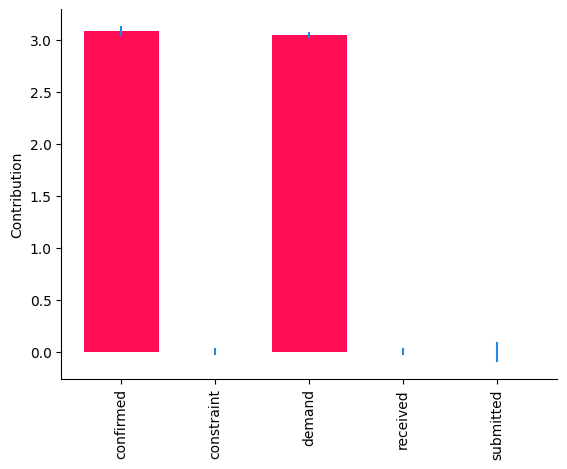 Contribution
3.0
2.5
2.0
1.5
1.0
0.5
0.0
confirmed
constraint
demand
received
submitted